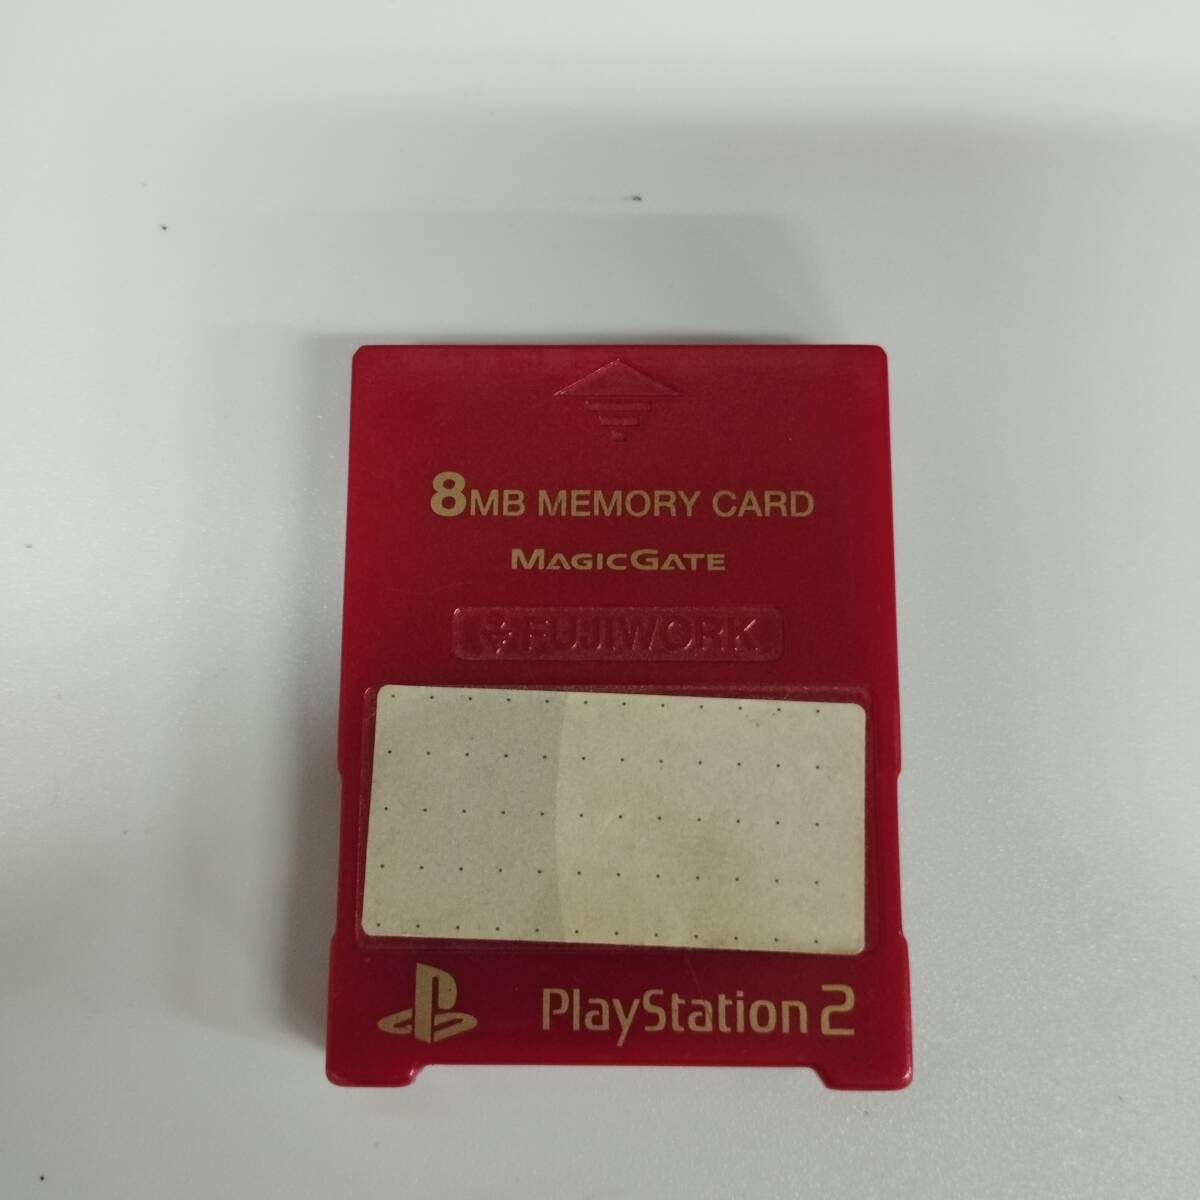 8MB MEMORY CARD
MAGICGATE
FUJIWORK
PlayStation 2